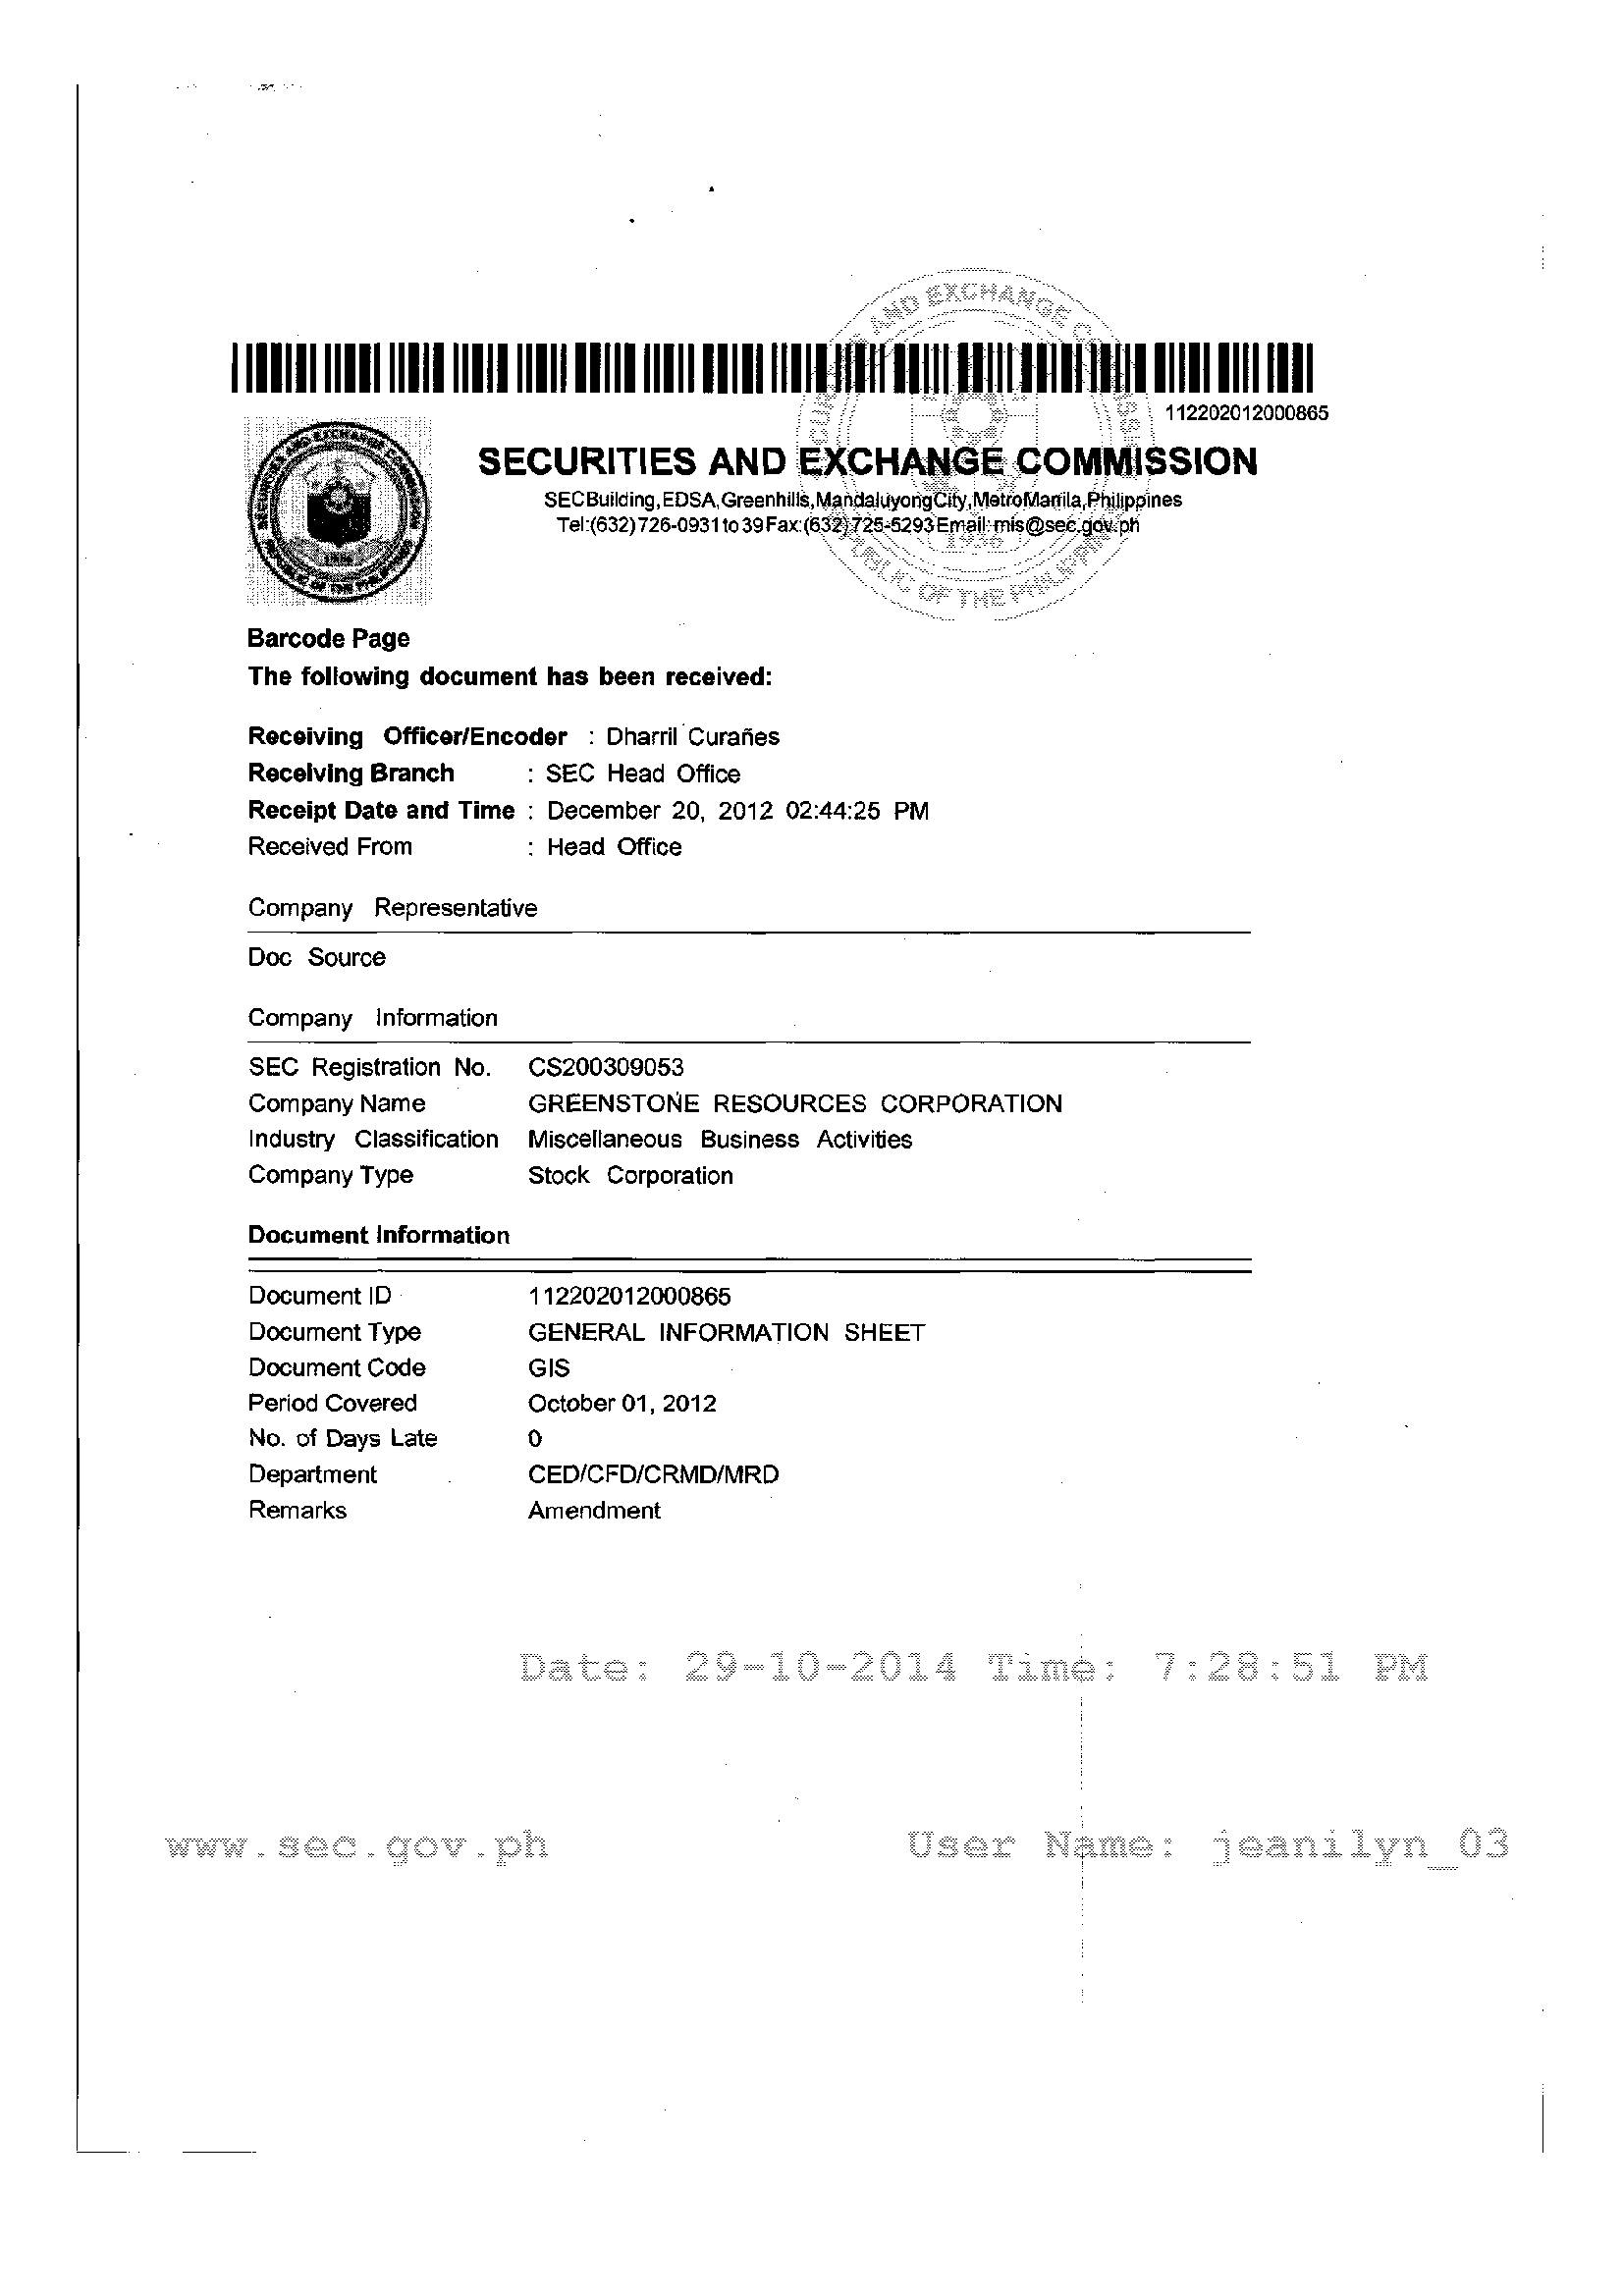 AND EXCHANGE
112202012000865
SECURITIES AND EXCHANGE COMMISSION
SECBuilding,EDSA,Greenhills,MandaluyongCity,MetroManila,Philippines
Tel:(632)726-0931to39Fax:(632)725-5293Email:mis@sec.gov.ph
OF THE
Barcode Page
The following document has been received:
Receiving Officer/Encoder : Dharril Curañes
Receiving Branch : SEC Head Office
Receipt Date and Time : December 20, 2012 02:44:25 PM
Received From : Head Office
Company Representative
Doc Source
Company Information
SEC Registration No. CS200309053
Company Name GREENSTONE RESOURCES CORPORATION
Industry Classification Miscellaneous Business Activities
Company Type Stock Corporation
Document Information
Document ID 112202012000865
Document Type GENERAL INFORMATION SHEET
Document Code GIS
Period Covered October 01, 2012
No. of Days Late 0
Department CED/CFD/CRMD/MRD
Remarks Amendment
Date: 29-10-2014 Time: 7:28:51 PM
www.sec.gov.ph User Name: jeanilyn_03